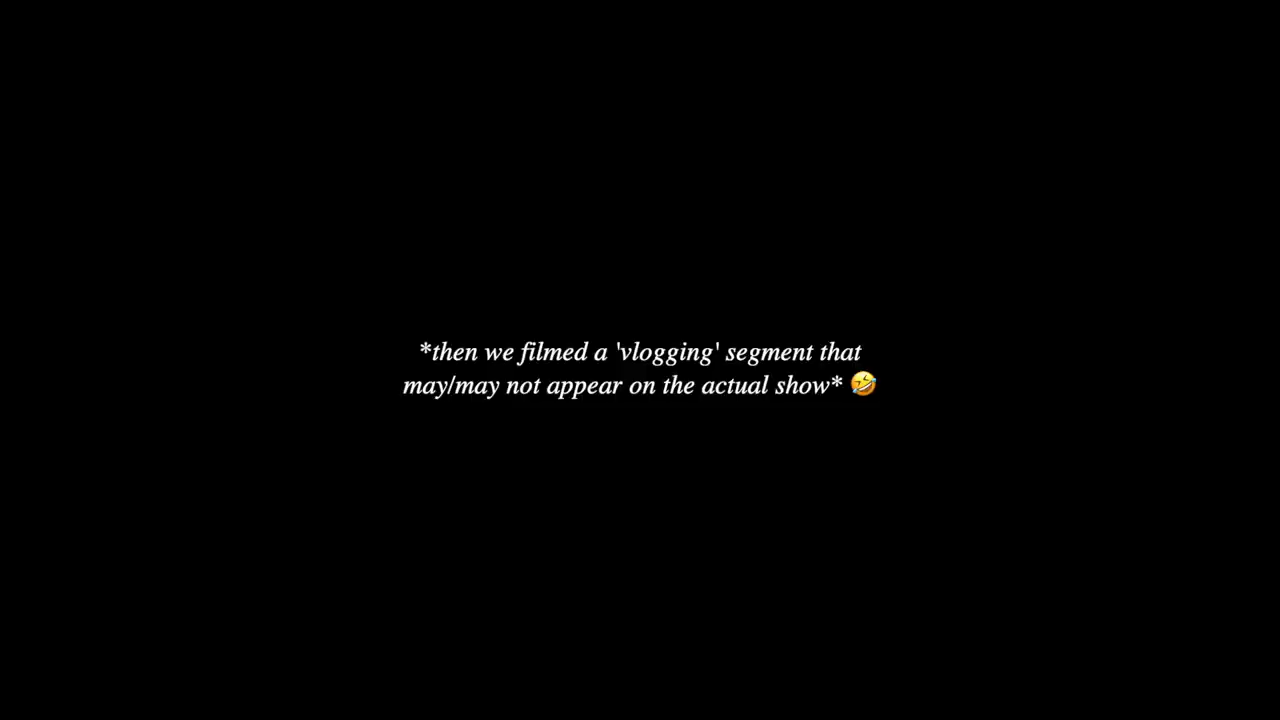 *then we filmed a 'vlogging' segment that
may/may not appear on the actual show* 🤣